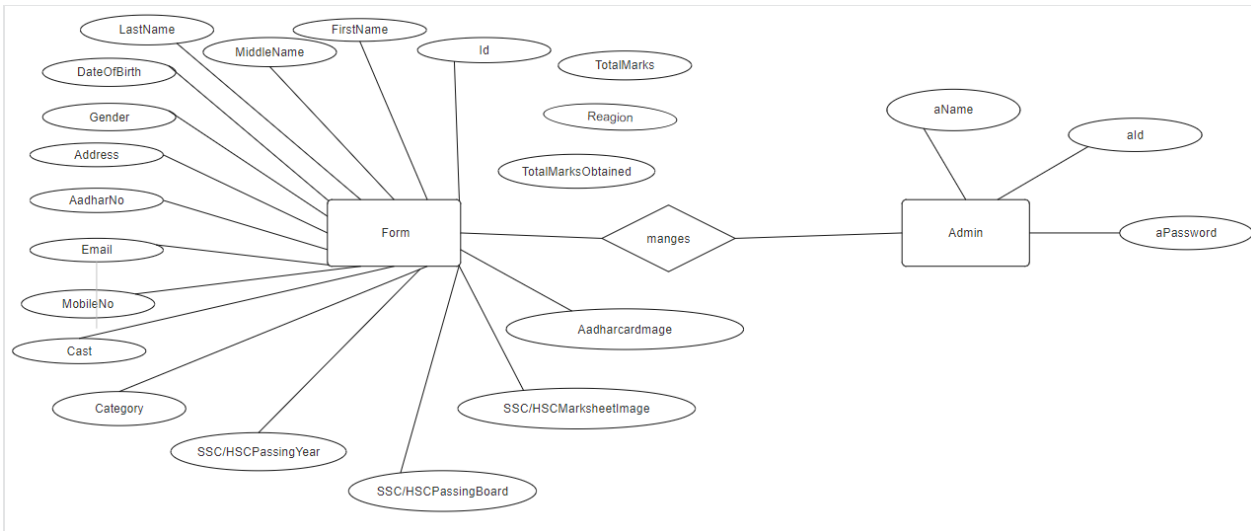 LastName
FirstName
MiddleName
Id
TotalMarks
DateOfBirth
Gender
Reagion
aName
aId
Address
TotalMarksObtained
AadharNo
Form
manges
Admin
aPassword
Email
MobileNo
Aadharcardmage
Cast
Category
SSC/HSCMarksheetImage
SSC/HSCPassingYear
SSC/HSCPassingBoard